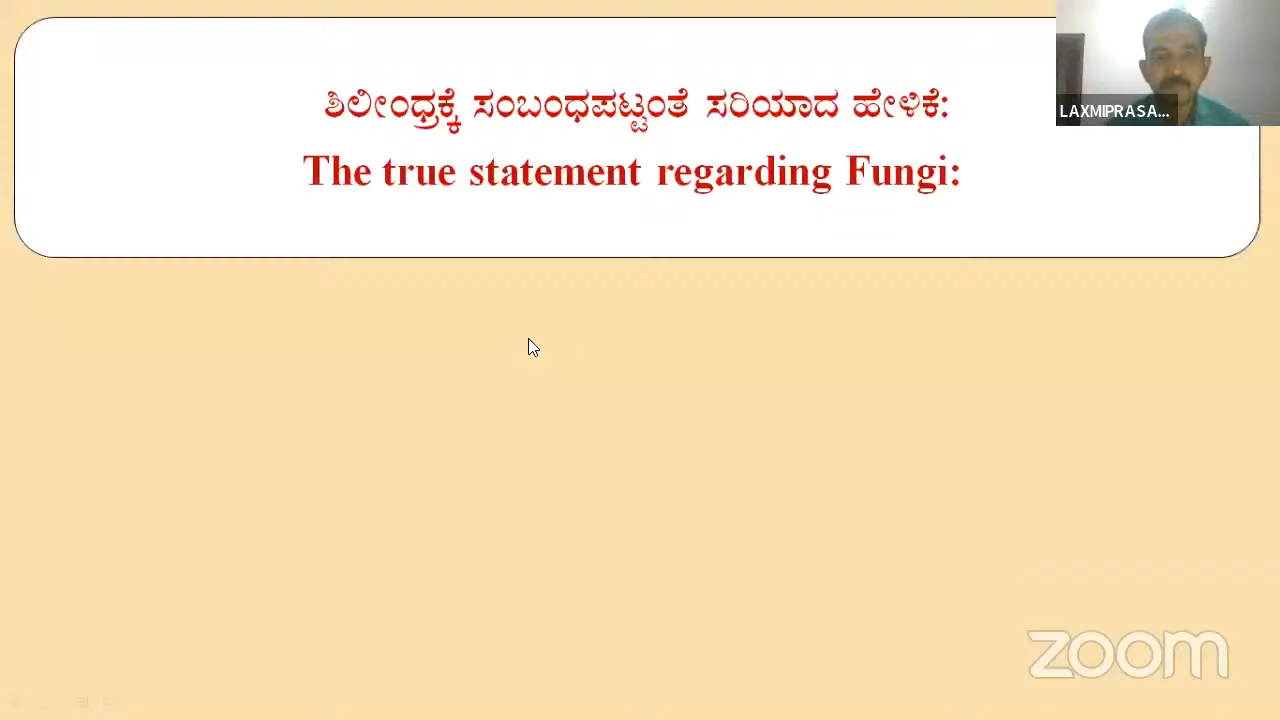 ಶಿಲೀಂಧ್ರಕ್ಕೆ ಸಂಬಂಧಪಟ್ಟಂತೆ ಸರಿಯಾದ ಹೇಳಿಕೆ:
The true statement regarding Fungi:
LAXMIPRASA...
zoom